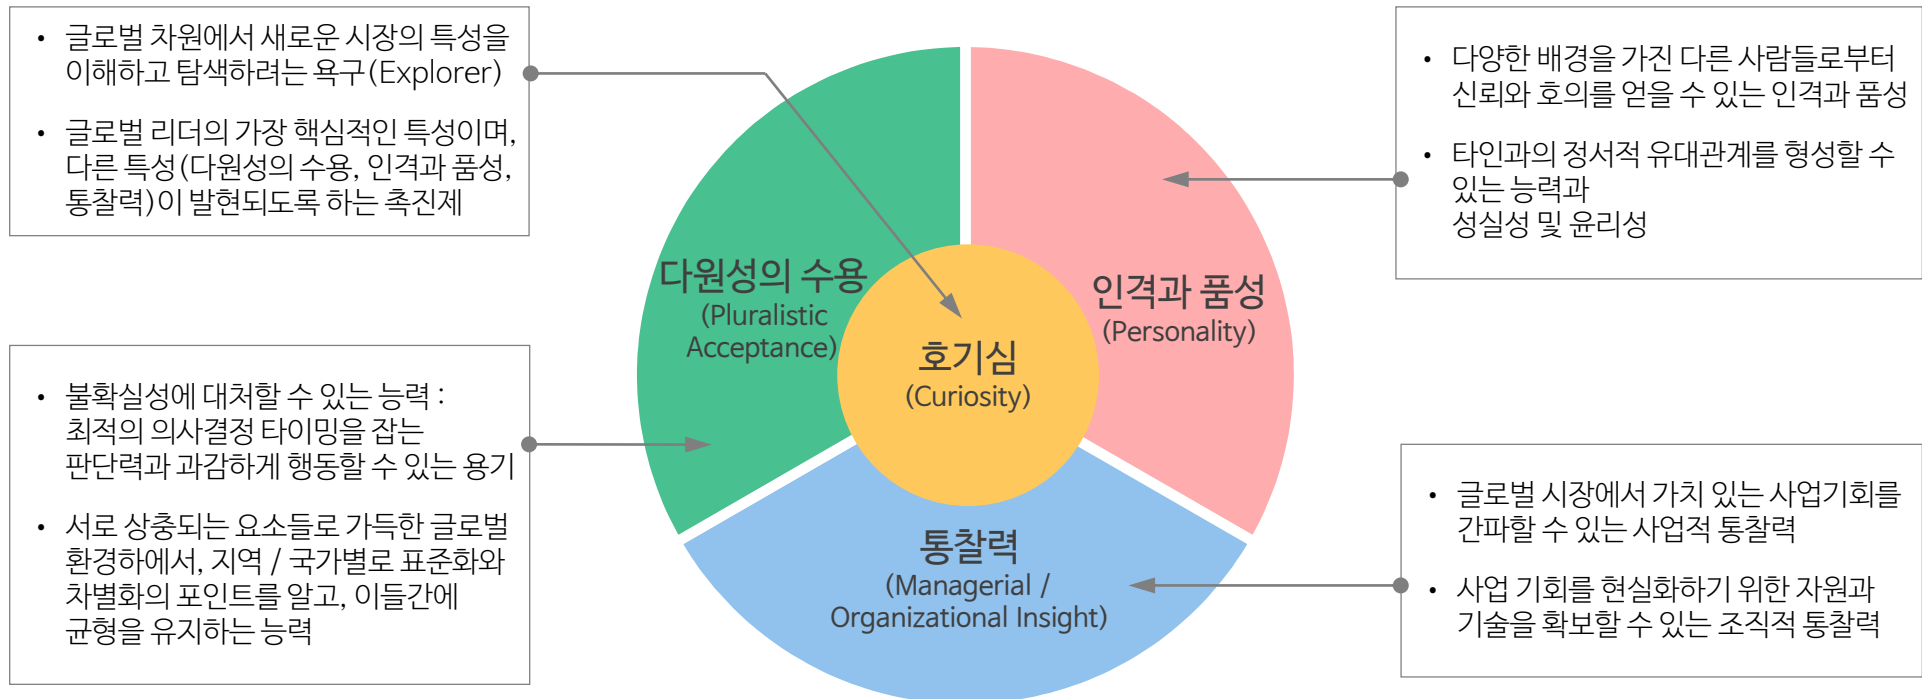 • 글로벌 차원에서 새로운 시장의 특성을
이해하고 탐색하려는 욕구(Explorer)
• 글로벌 리더의 가장 핵심적인 특성이며,
다른 특성(다원성의 수용, 인격과 품성,
통찰력)이 발현되도록 하는 촉진제
• 다양한 배경을 가진 다른 사람들로부터
신뢰와 호의를 얻을 수 있는 인격과 품성
• 타인과의 정서적 유대관계를 형성할 수
있는 능력과
성실성 및 윤리성
다원성의 수용
(Pluralistic
Acceptance)
인격과 품성
(Personality)
호기심
(Curiosity)
통찰력
(Managerial /
Organizational Insight)
• 불확실성에 대처할 수 있는 능력 :
최적의 의사결정 타이밍을 잡는
판단력과 과감하게 행동할 수 있는 용기
• 서로 상충되는 요소들로 가득한 글로벌
환경하에서, 지역 / 국가별로 표준화와
차별화의 포인트를 알고, 이들간에
균형을 유지하는 능력
• 글로벌 시장에서 가치 있는 사업기회를
간파할 수 있는 사업적 통찰력
• 사업 기회를 현실화하기 위한 자원과
기술을 확보할 수 있는 조직적 통찰력